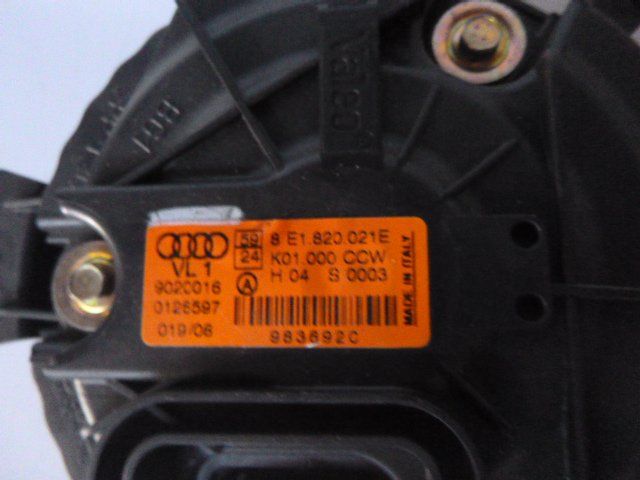 Valeo
8 E1.820.021E
59
24
K01.000 CCW
VL 1
H 04 S 0003
A
9020016
0126597
019/06
983692C
MADE IN ITALY